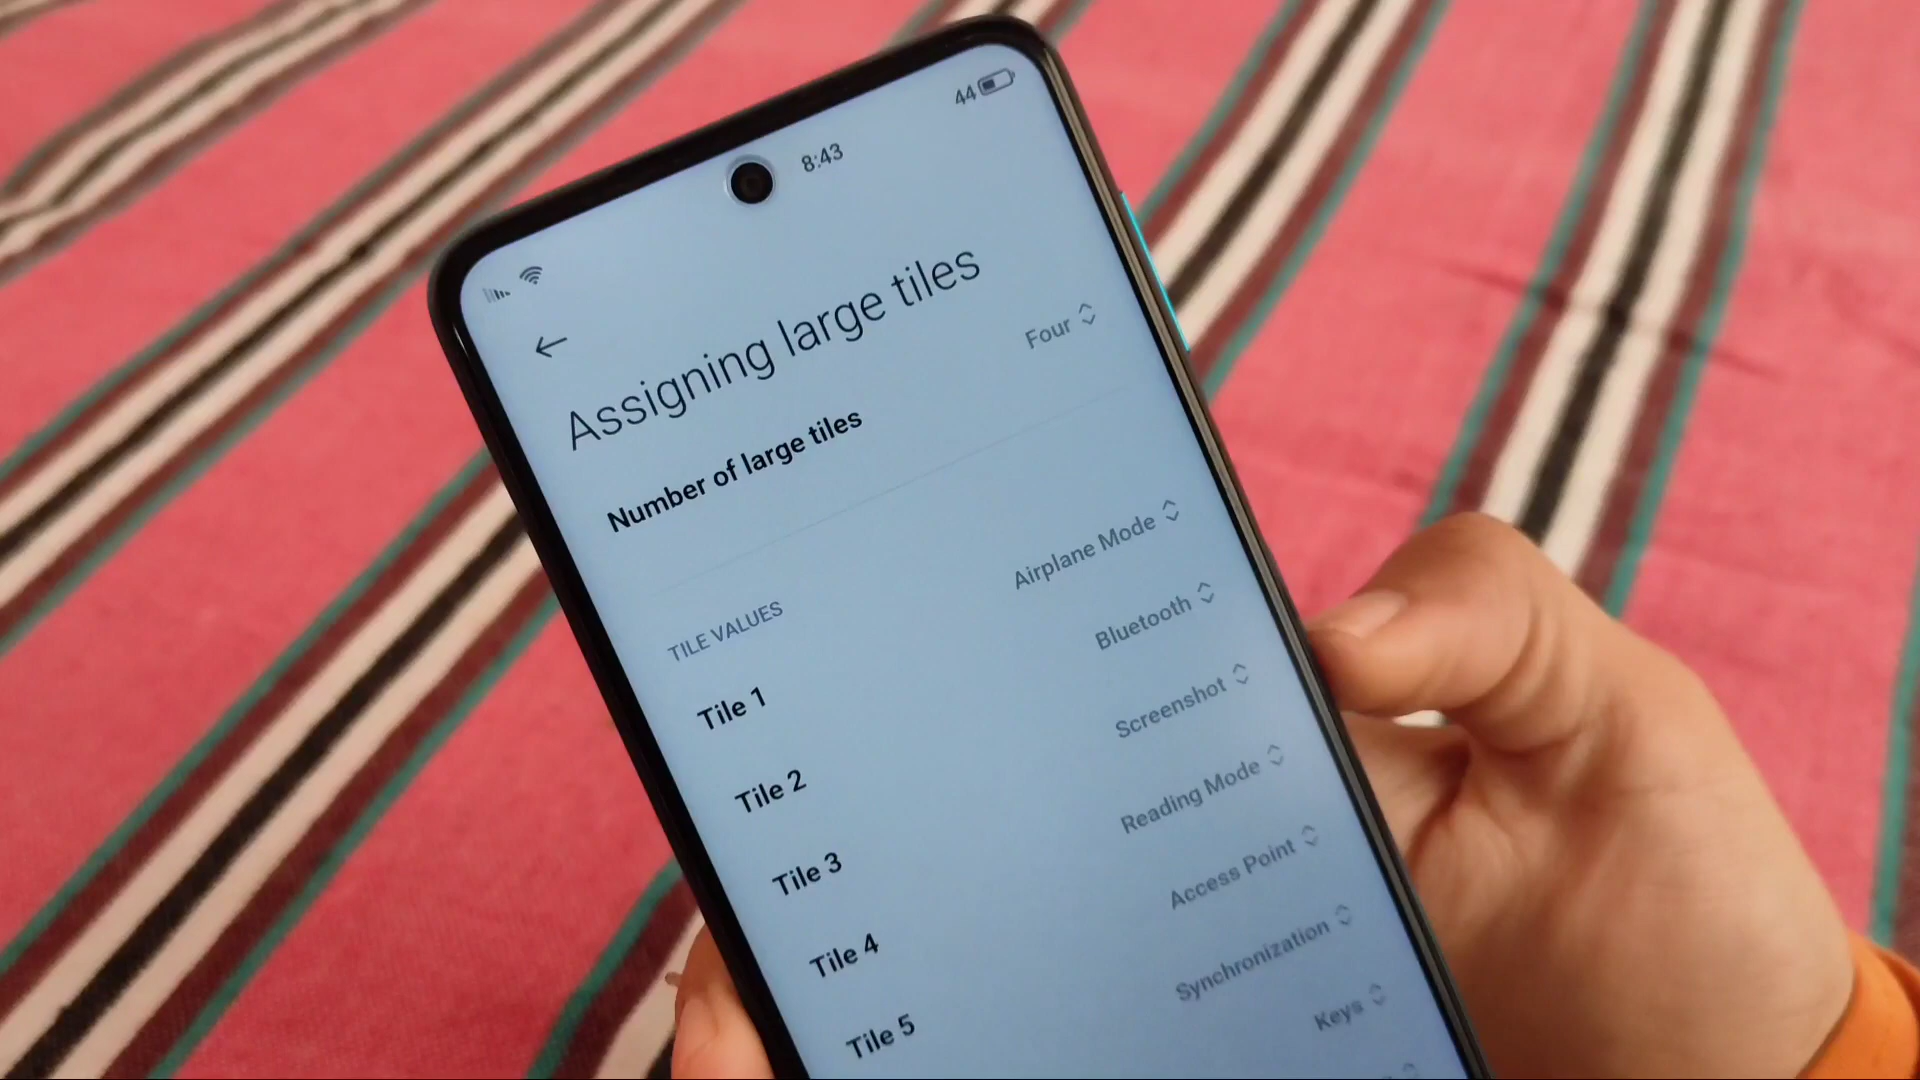 8:43
44
Assigning large tiles
Number of large tiles Four
TILE VALUES
Tile 1 Airplane Mode
Tile 2 Bluetooth
Tile 3 Screenshot
Tile 4 Reading Mode
Tile 5 Access Point
Synchronization
Keys